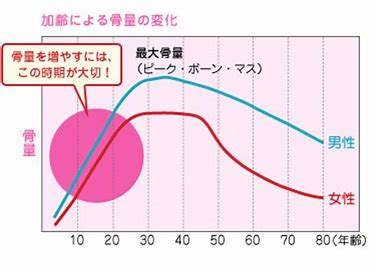 加齢による骨量の変化
骨量を増やすには、
この時期が大切！
最大骨量
（ピーク・ボーン・マス）
骨量
男性
女性
0 10 20 30 40 50 60 70 80(年齢)